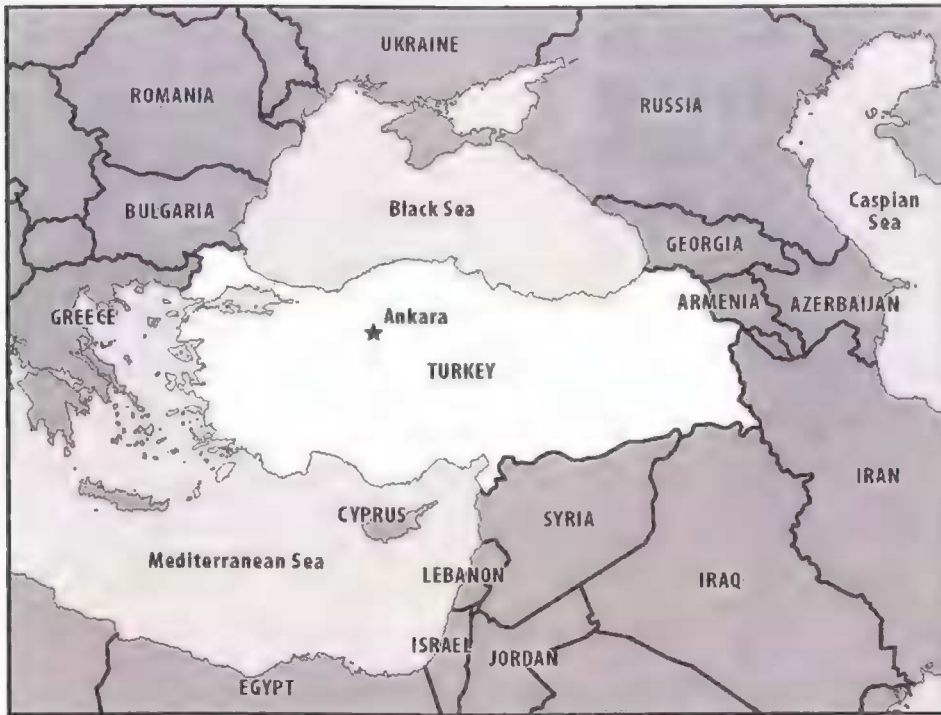 UKRAINE
ROMANIA
RUSSIA
Caspian
Sea
BULGARIA
Black Sea
GEORGIA
ARMENIA
AZERBAIJAN
GREECE
Ankara
TURKEY
IRAN
CYPRUS
SYRIA
Mediterranean Sea
LEBANON
IRAQ
ISRAEL
JORDAN
EGYPT